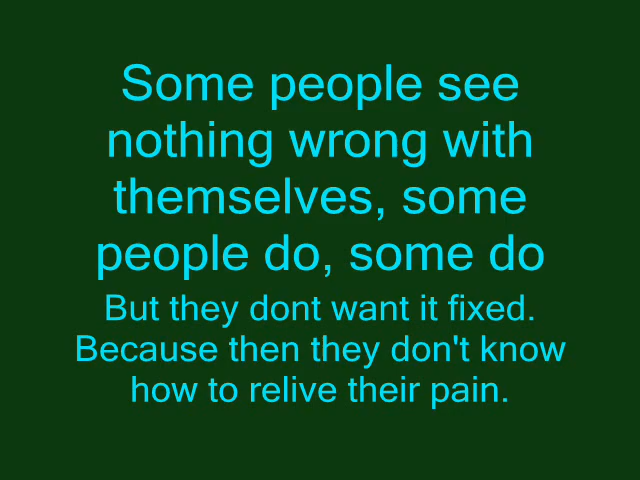 Some people see
nothing wrong with
themselves, some
people do, some do
But they dont want it fixed.
Because then they don't know
how to relive their pain.